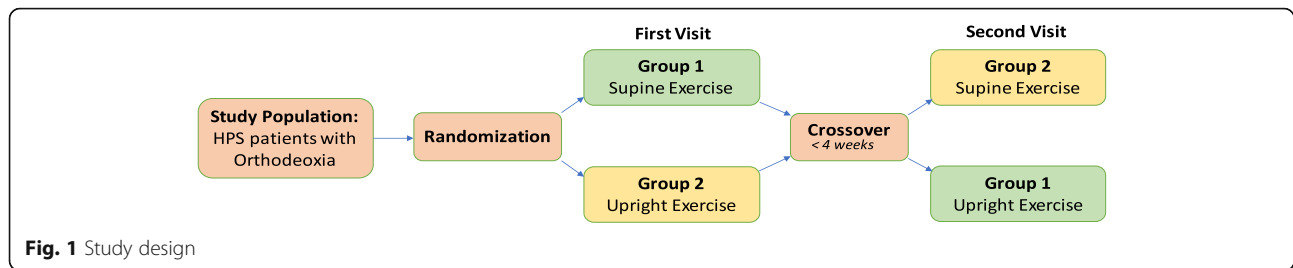 First Visit
Second Visit
Group 1
Supine Exercise
Group 2
Supine Exercise
Study Population:
HPS patients with
Orthodeoxia
Randomization
Crossover
< 4 weeks
Group 2
Upright Exercise
Group 1
Upright Exercise
Fig. 1 Study design